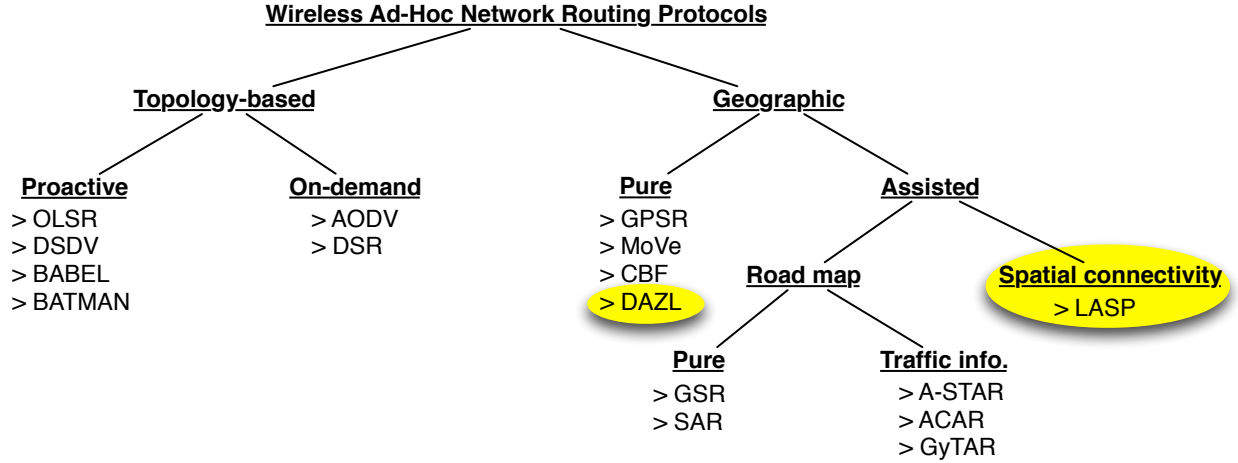 Wireless Ad-Hoc Network Routing Protocols
Topology-based
Geographic
Proactive
> OLSR
> DSDV
> BABEL
> BATMAN
On-demand
> AODV
> DSR
Pure
> GPSR
> MoVe
> CBF
> DAZL
Assisted
Road map
Spatial connectivity
> LASP
Pure
> GSR
> SAR
Traffic info.
> A-STAR
> ACAR
> GyTAR